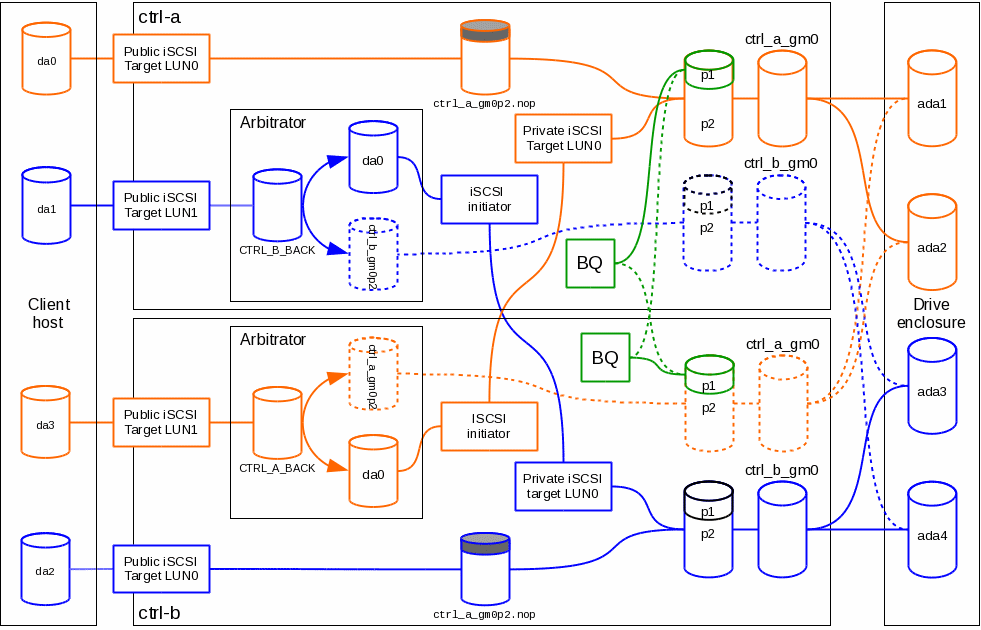 ctrl-a
da0
Public iSCSI
Target LUN0
ctrl_a_gm0p2.nop
p1
p2
ctrl_a_gm0
ada1
Arbitrator
da0
Private iSCSI
Target LUN0
da1
Public iSCSI
Target LUN1
CTRL_B_BACK
ctrl_b_gm0p2
iSCSI
initiator
ctrl_b_gm0
p1
p2
ada2
BQ
Client
host
Drive
enclosure
Arbitrator
ctrl_a_gm0p2
BQ
ctrl_a_gm0
p1
p2
ada3
da3
Public iSCSI
Target LUN1
CTRL_A_BACK
da0
ISCSI
initiator
Private iSCSI
target LUN0
ctrl_b_gm0
p1
p2
ada4
da2
Public iSCSI
Target LUN0
ctrl_a_gm0p2.nop
ctrl-b